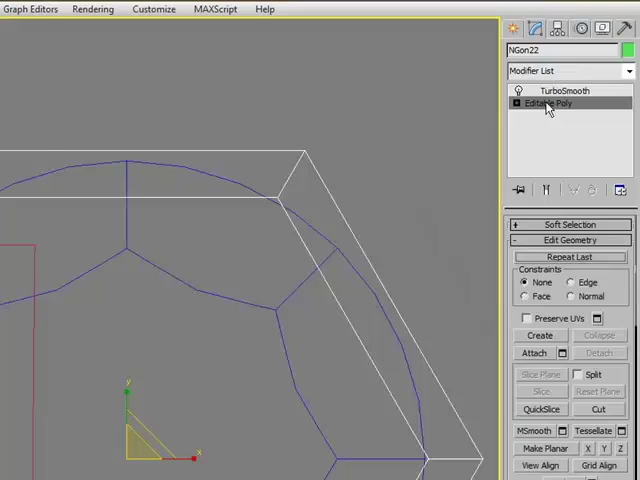 Graph Editors Rendering Customize MAXScript Help
NGon22
Modifier List
TurboSmooth
Editable Poly
+ Soft Selection
- Edit Geometry
Repeat Last
Constraints
None Edge
Face Normal
Preserve UVs
Create Collapse
Attach Detach
Slice Plane Split
Slice Reset Plane
QuickSlice Cut
MSmooth Tessellate
Make Planar X Y Z
View Align Grid Align
y
x